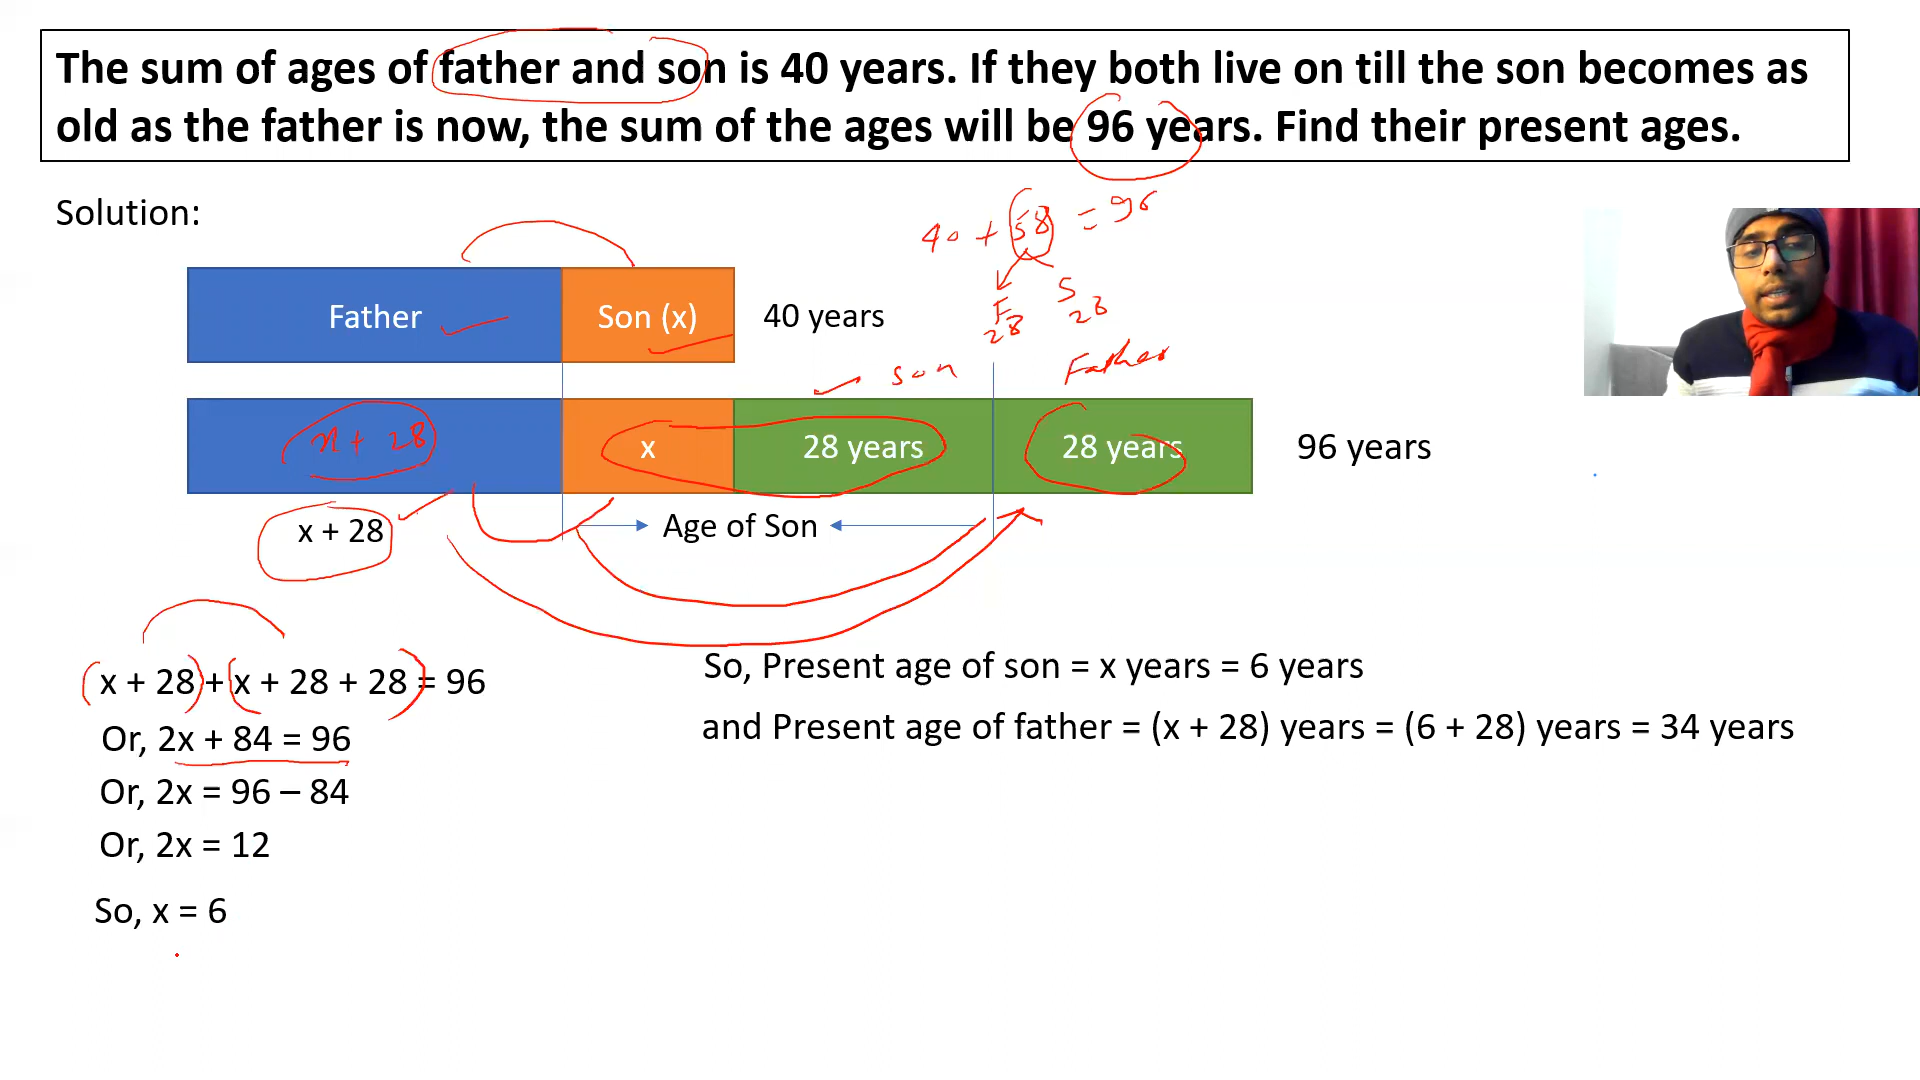 The sum of ages of father and son is 40 years. If they both live on till the son becomes as
old as the father is now, the sum of the ages will be 96 years. Find their present ages.
Solution:
40 + 58 = 96
F S
28 28
Father Son (x) 40 years
son Father
x + 28 x 28 years 28 years 96 years
x + 28 Age of Son
(x + 28) + (x + 28 + 28) = 96
Or, 2x + 84 = 96
Or, 2x = 96 – 84
Or, 2x = 12
So, x = 6
So, Present age of son = x years = 6 years
and Present age of father = (x + 28) years = (6 + 28) years = 34 years